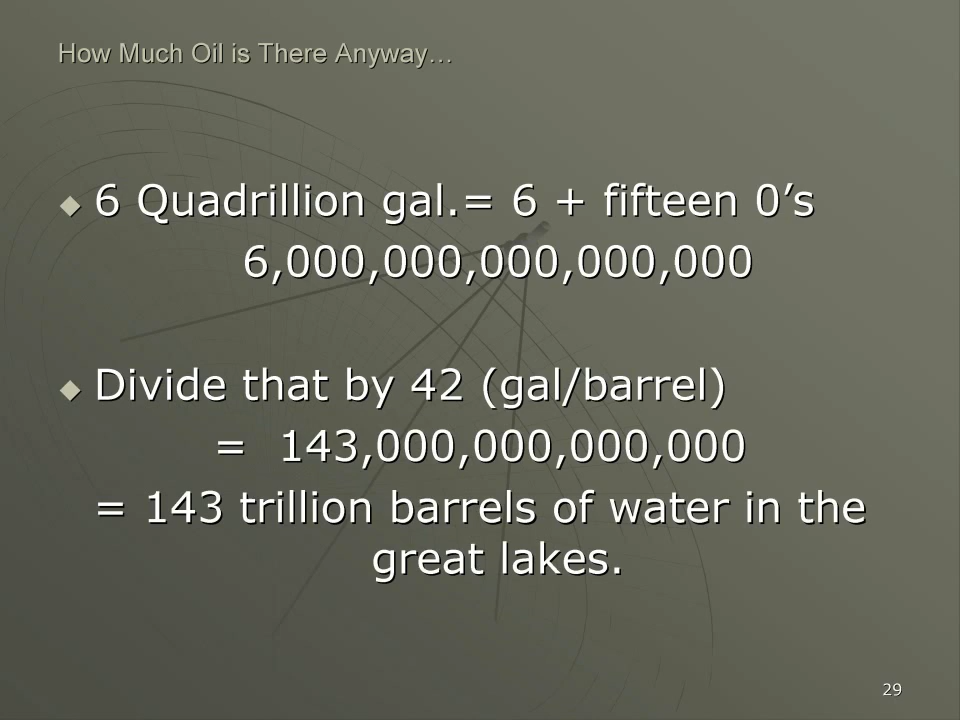 How Much Oil is There Anyway…
◆ 6 Quadrillion gal.= 6 + fifteen 0’s
6,000,000,000,000,000
◆ Divide that by 42 (gal/barrel)
= 143,000,000,000,000
= 143 trillion barrels of water in the
great lakes.
29